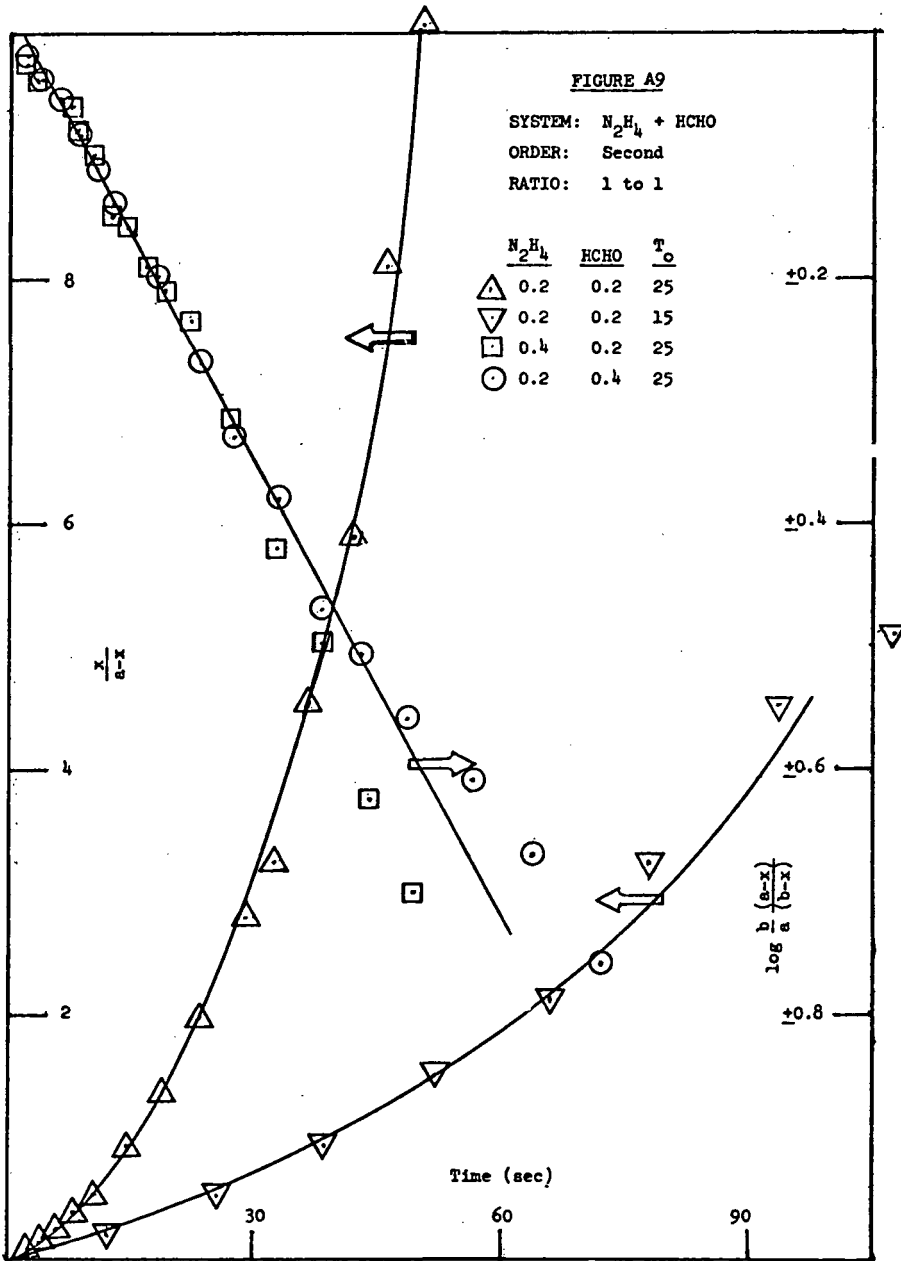 FIGURE A9
SYSTEM: N₂H₄ + HCHO
ORDER: Second
RATIO: 1 to 1
N₂H₄ HCHO T₀
0.2 0.2 25
0.2 0.2 15
0.4 0.2 25
0.2 0.4 25
8
6
4
2
x/(a-x)
±0.2
±0.4
±0.6
±0.8
log b/a (a-x)/(b-x)
Time (sec)
30 60 90